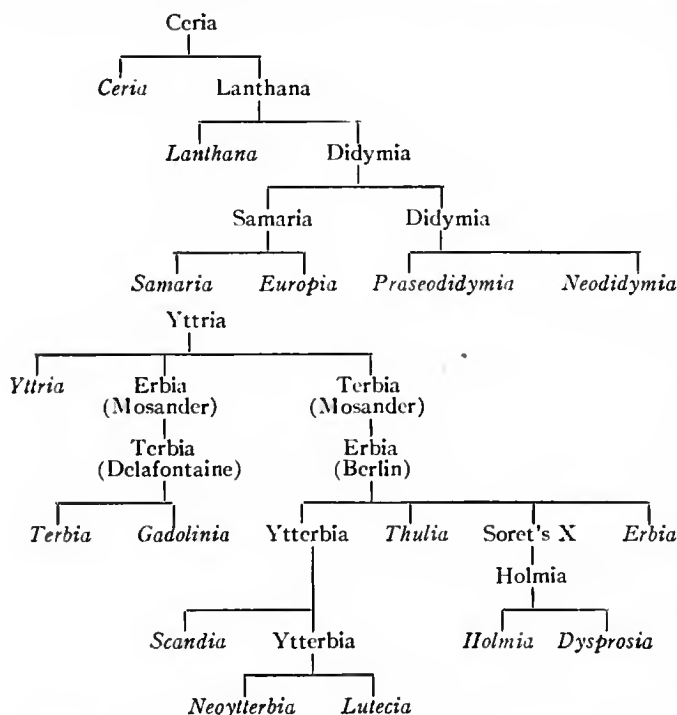 Ceria
Ceria Lanthana
Lanthana Didymia
Samaria Didymia
Samaria Europia Praseodidymia Neodidymia
Yttria
Yttria Erbia Terbia
(Mosander) (Mosander)
Terbia Erbia
(Delafontaine) (Berlin)
Terbia Gadolinia Ytterbia Thulia Soret's X Erbia
Holmia
Scandia Ytterbia Holmia Dysprosia
Neoytterbia Lutecia